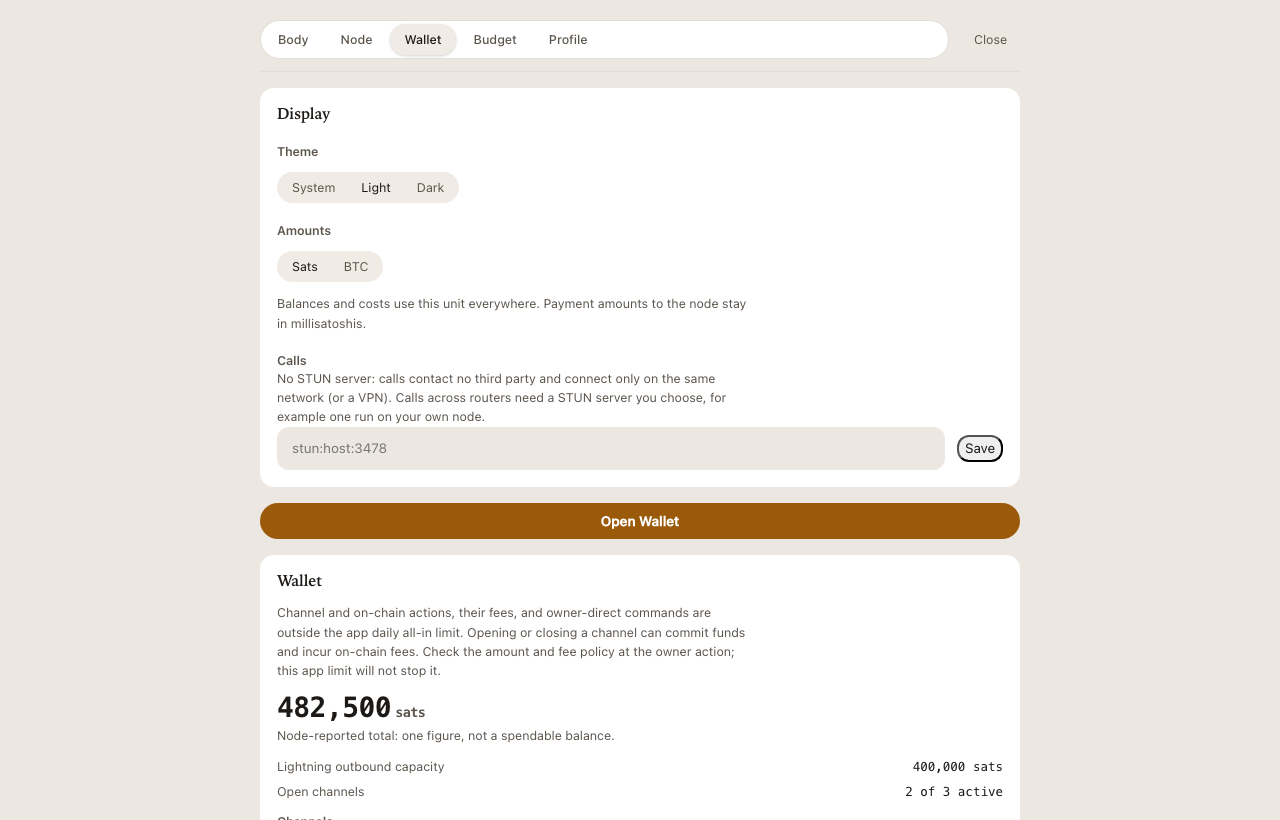 Body Node Wallet Budget Profile Close
Display
Theme
System Light Dark
Amounts
Sats BTC
Balances and costs use this unit everywhere. Payment amounts to the node stay
in millisatoshis.
Calls
No STUN server: calls contact no third party and connect only on the same
network (or a VPN). Calls across routers need a STUN server you choose, for
example one run on your own node.
stun:host:3478 Save
Open Wallet
Wallet
Channel and on-chain actions, their fees, and owner-direct commands are
outside the app daily all-in limit. Opening or closing a channel can commit funds
and incur on-chain fees. Check the amount and fee policy at the owner action;
this app limit will not stop it.
482,500 sats
Node-reported total: one figure, not a spendable balance.
Lightning outbound capacity 400,000 sats
Open channels 2 of 3 active